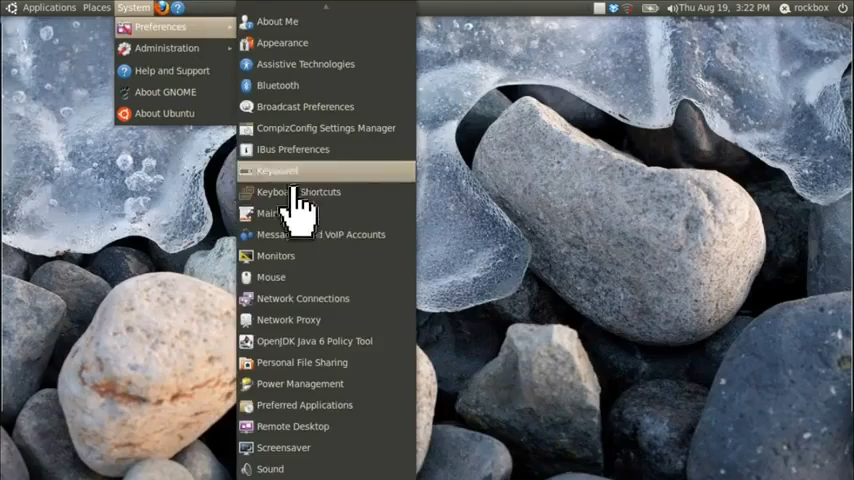 Applications Places System Thu Aug 19, 3:22 PM rockbox
Preferences
Administration
Help and Support
About GNOME
About Ubuntu
About Me
Appearance
Assistive Technologies
Bluetooth
Broadcast Preferences
CompizConfig Settings Manager
IBus Preferences
Keyboard
Shortcuts
VoIP Accounts
Monitors
Mouse
Network Connections
Network Proxy
OpenJDK Java 6 Policy Tool
Personal File Sharing
Power Management
Preferred Applications
Remote Desktop
Screensaver
Sound